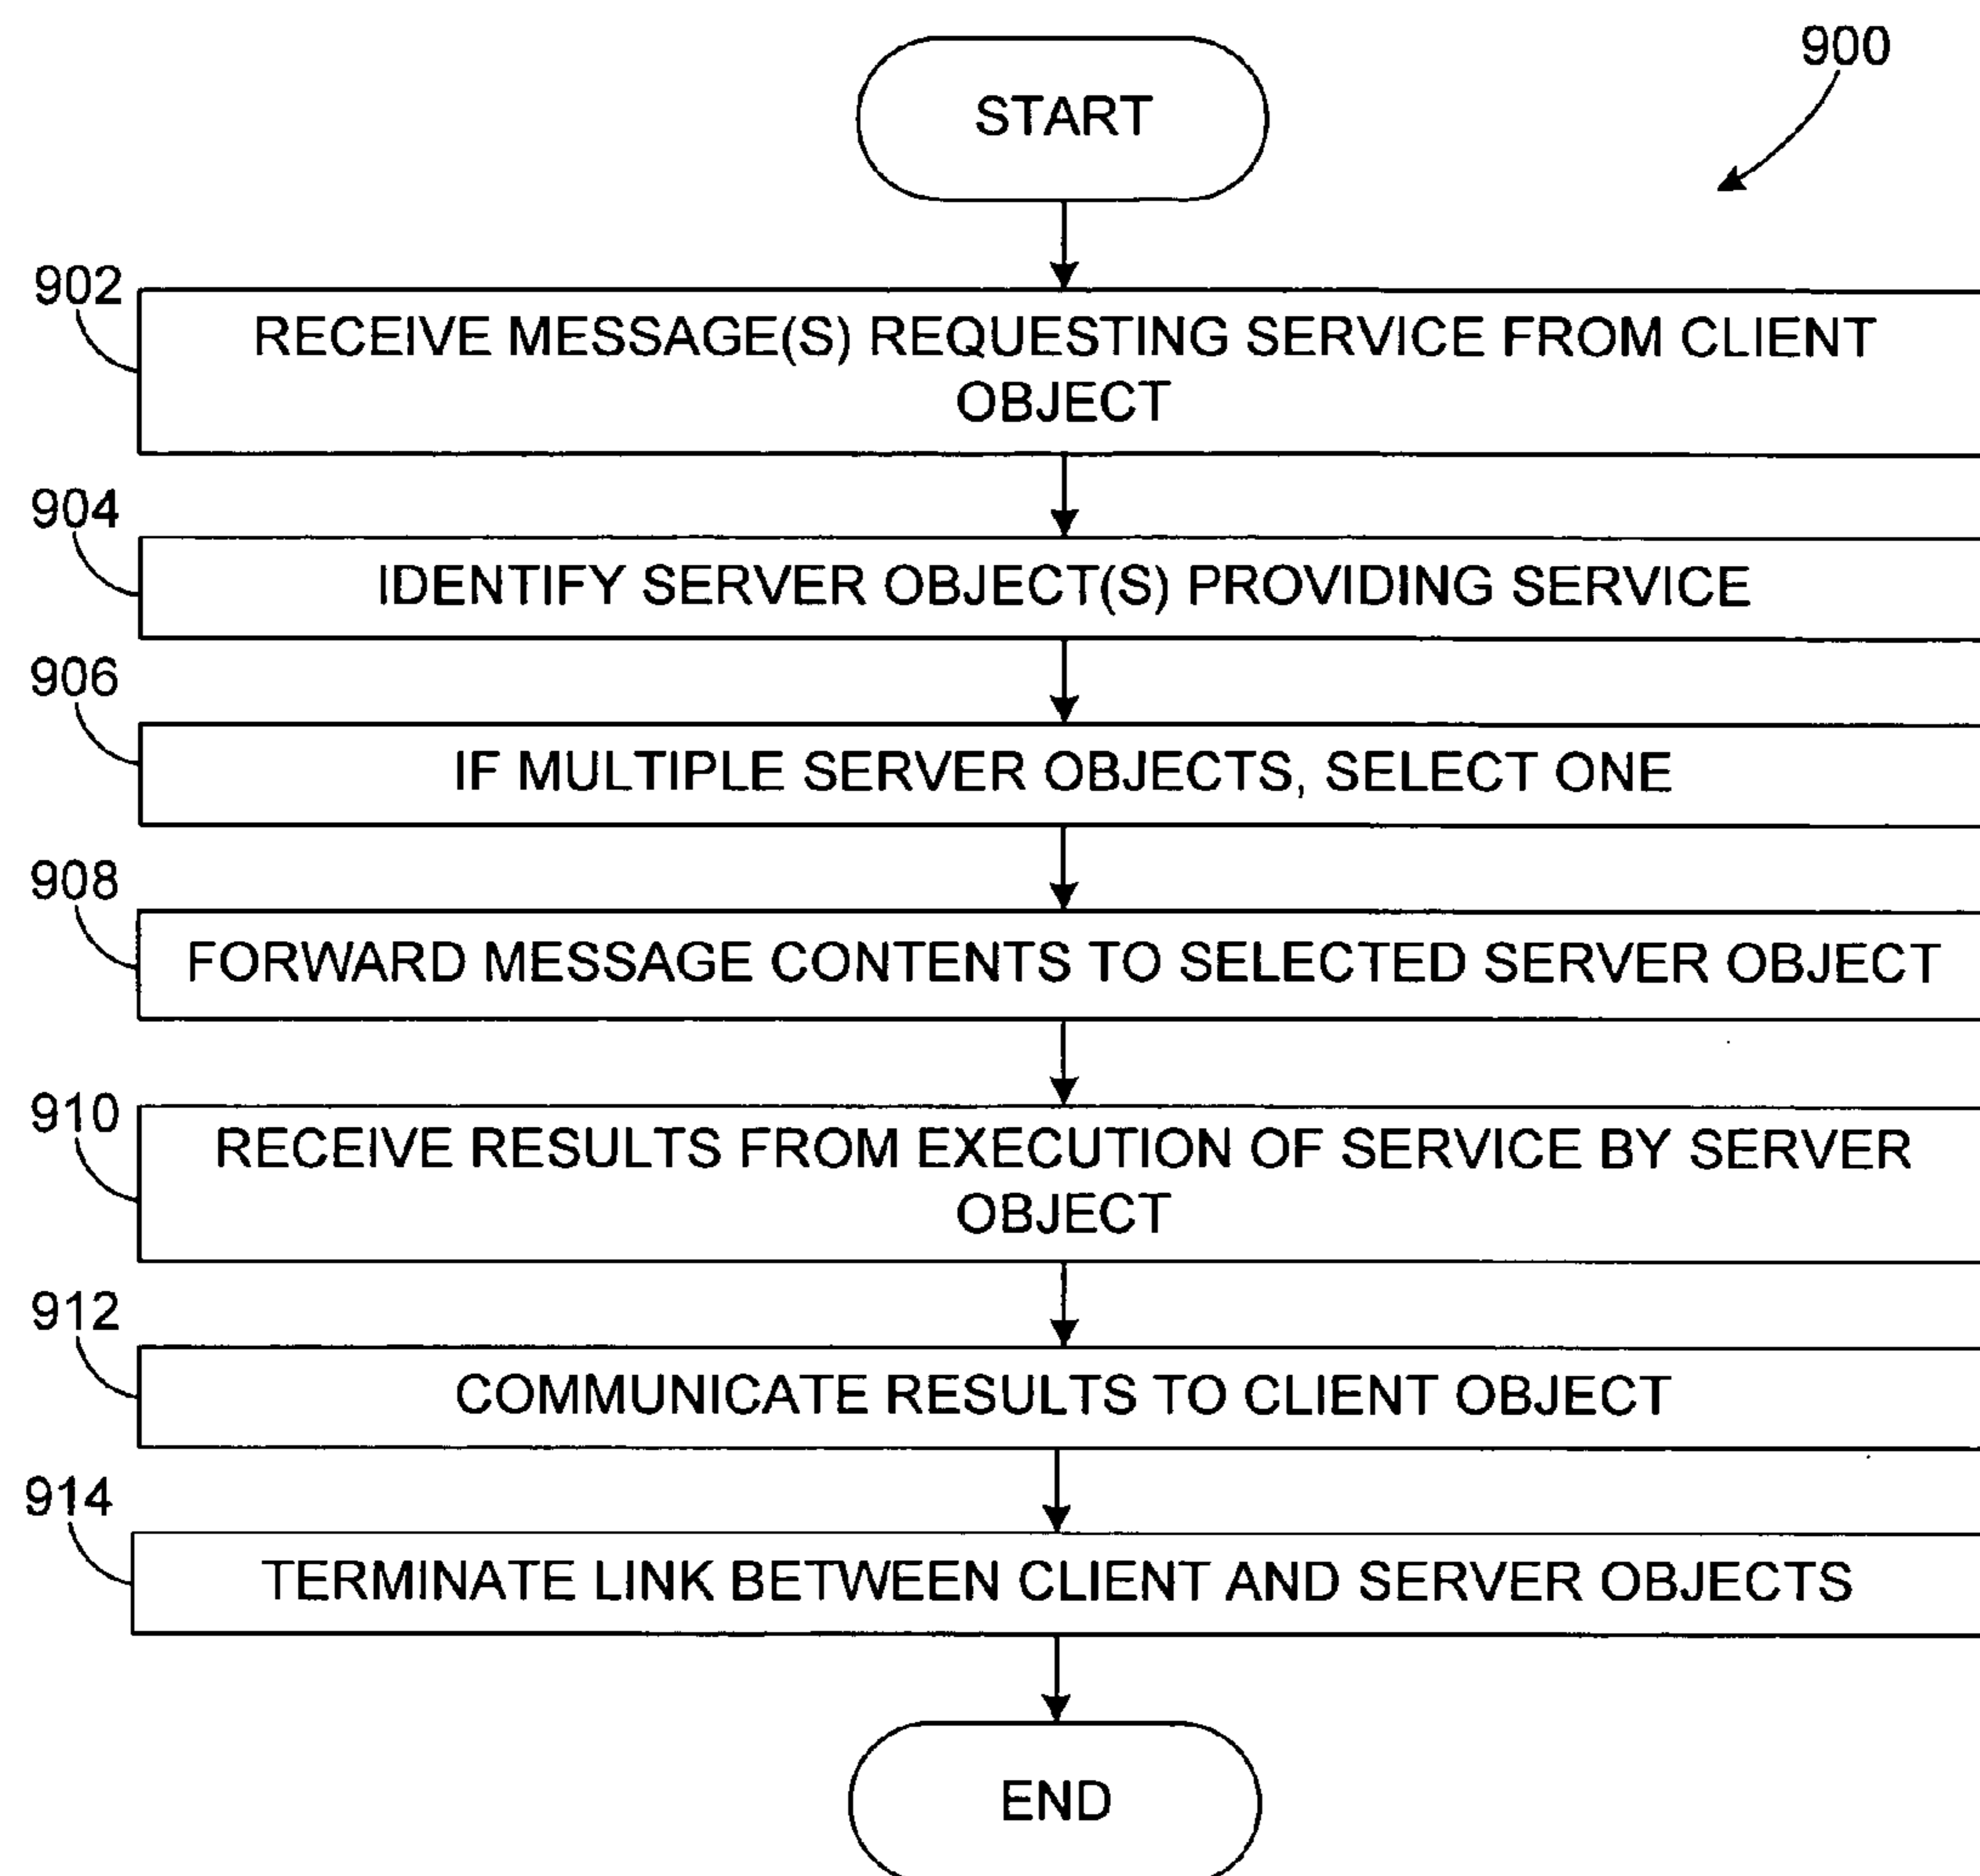 START
900
902
RECEIVE MESSAGE(S) REQUESTING SERVICE FROM CLIENT
OBJECT
904
IDENTIFY SERVER OBJECT(S) PROVIDING SERVICE
906
IF MULTIPLE SERVER OBJECTS, SELECT ONE
908
FORWARD MESSAGE CONTENTS TO SELECTED SERVER OBJECT
910
RECEIVE RESULTS FROM EXECUTION OF SERVICE BY SERVER
OBJECT
912
COMMUNICATE RESULTS TO CLIENT OBJECT
914
TERMINATE LINK BETWEEN CLIENT AND SERVER OBJECTS
END